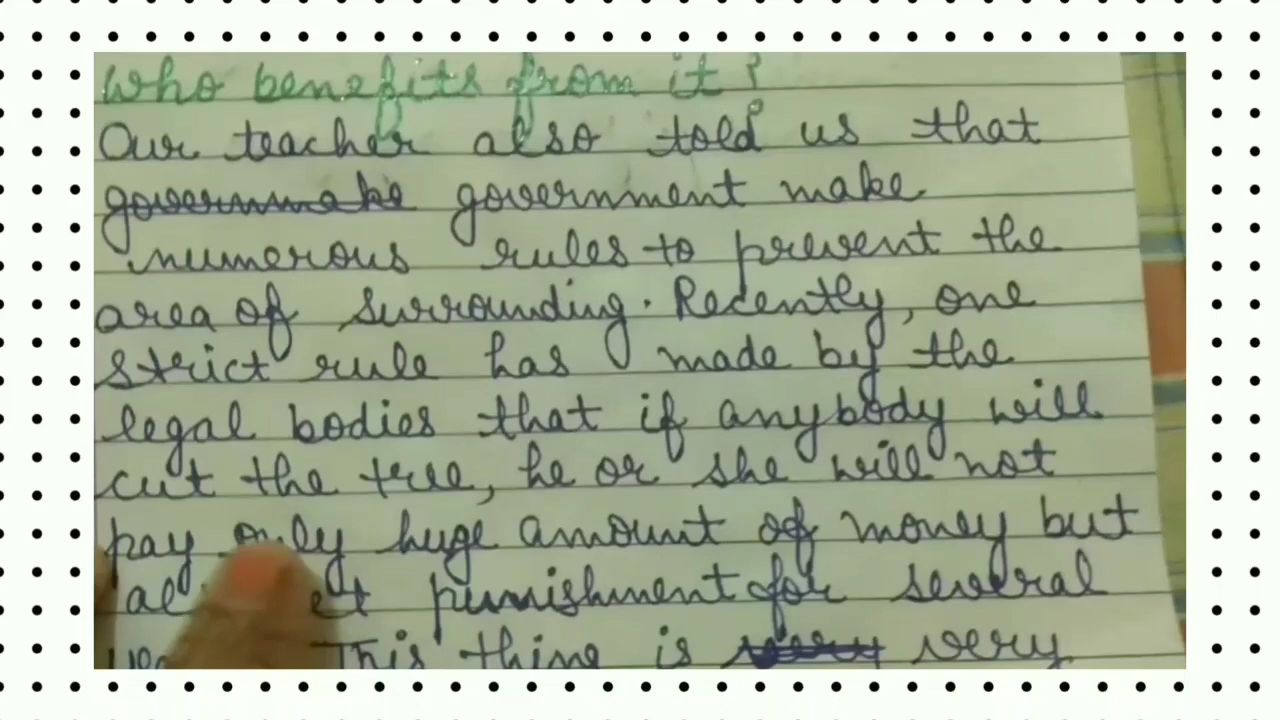 Who benefits from it?
Our teacher also told us that
governmake government make
numerous rules to prevent the
area of surrounding. Recently, one
strict rule has made by the
legal bodies that if anybody will
cut the tree, he or she will not
pay only huge amount of money but
punishment for several
This thing is very very